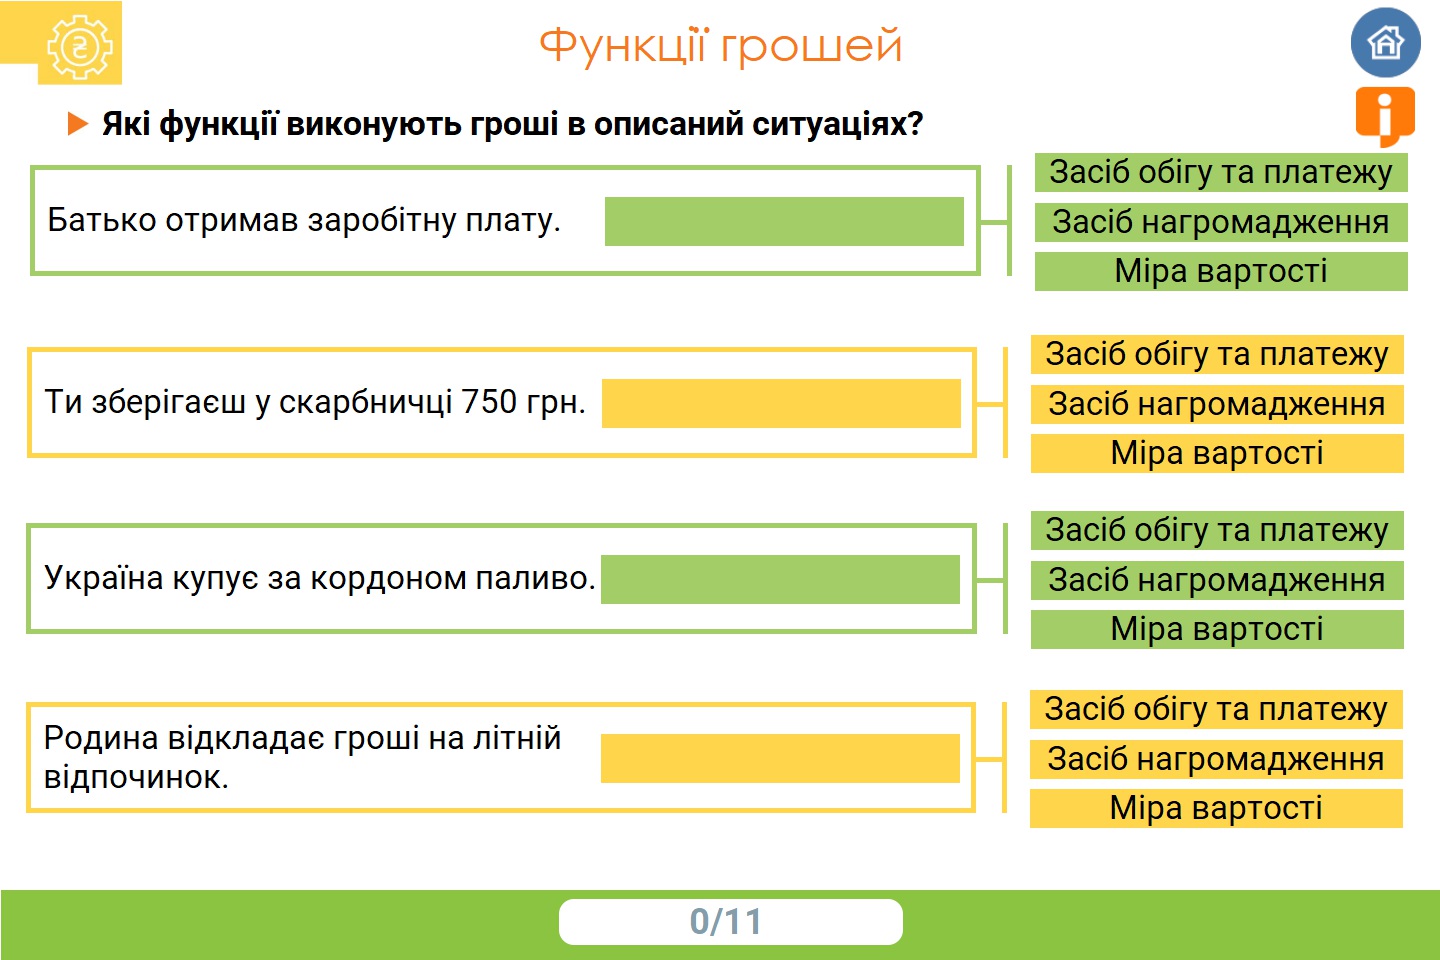 Функції грошей
Які функції виконують гроші в описаний ситуаціях?
Батько отримав заробітну плату.
Засіб обігу та платежу
Засіб нагромадження
Міра вартості
Ти зберігаєш у скарбничці 750 грн.
Засіб обігу та платежу
Засіб нагромадження
Міра вартості
Україна купує за кордоном паливо.
Засіб обігу та платежу
Засіб нагромадження
Міра вартості
Родина відкладає гроші на літній
відпочинок.
Засіб обігу та платежу
Засіб нагромадження
Міра вартості
0/11